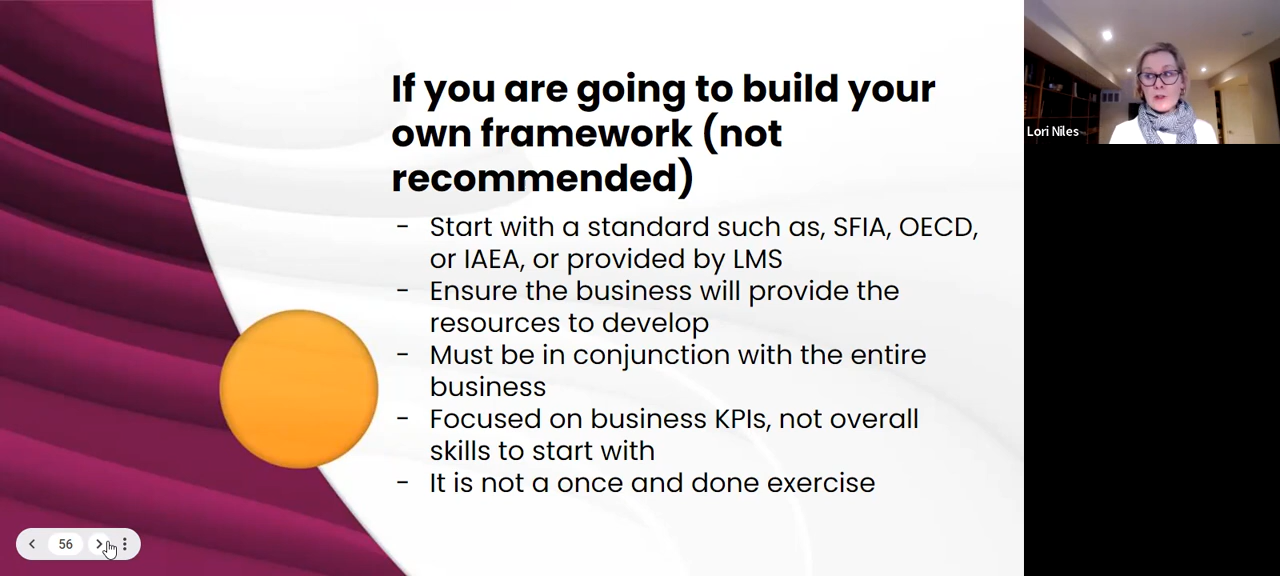 If you are going to build your
own framework (not
recommended)
- Start with a standard such as, SFIA, OECD,
or IAEA, or provided by LMS
- Ensure the business will provide the
resources to develop
- Must be in conjunction with the entire
business
- Focused on business KPIs, not overall
skills to start with
- It is not a once and done exercise
Lori Niles
56